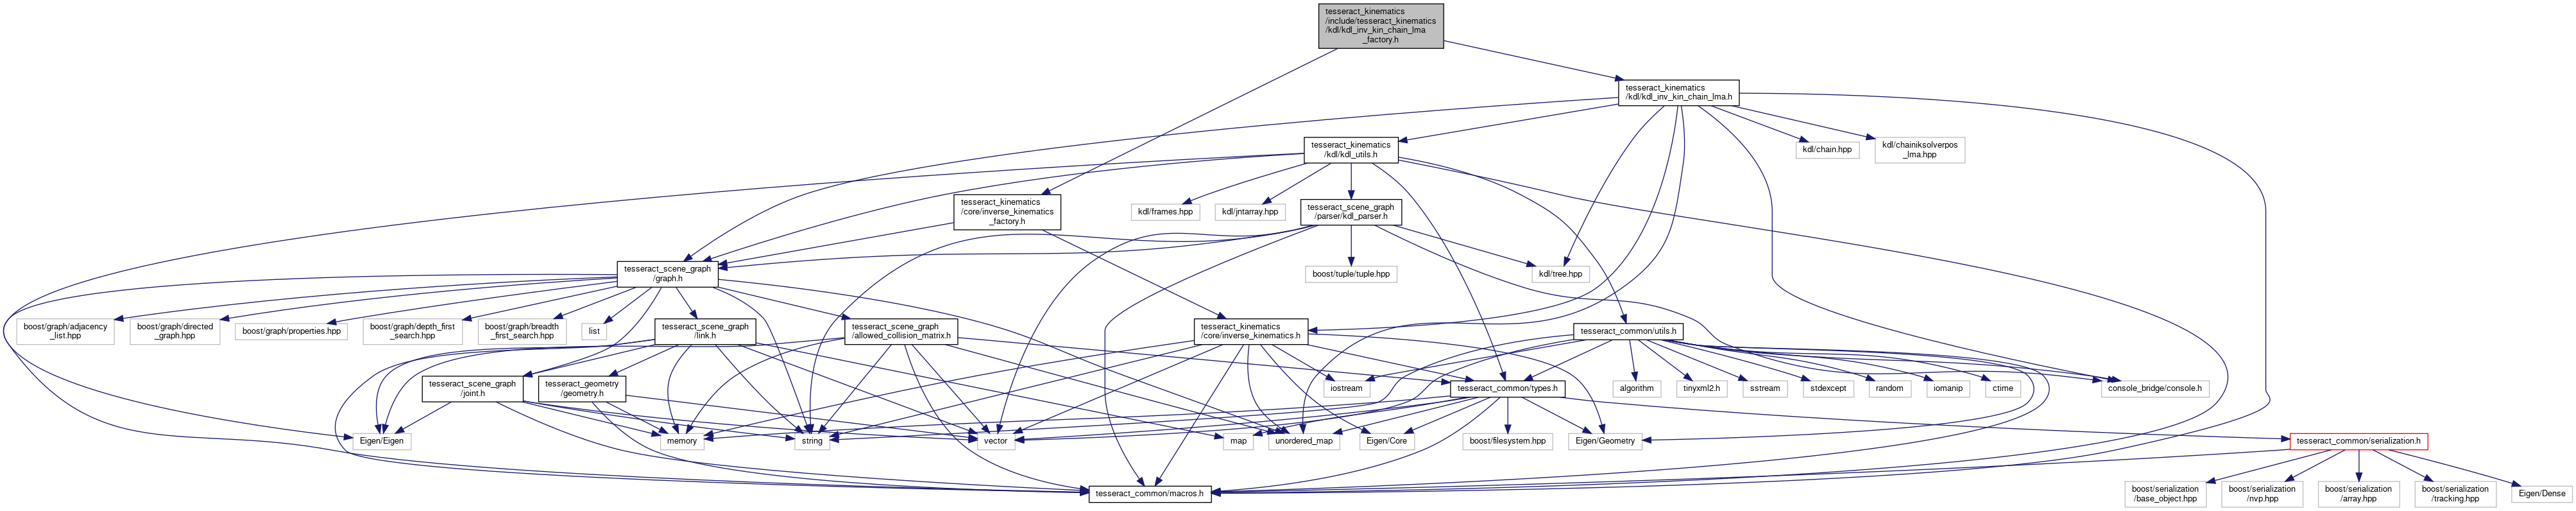 tesseract_kinematics
/include/tesseract_kinematics
/kdl/kdl_inv_kin_chain_lma
_factory.h
tesseract_kinematics
/kdl/kdl_inv_kin_chain_lma.h
tesseract_kinematics
/kdl/kdl_utils.h
kdl/chain.hpp
kdl/chainiksolverpos
_lma.hpp
tesseract_kinematics
/core/inverse_kinematics
_factory.h
kdl/frames.hpp
kdl/jntarray.hpp
tesseract_scene_graph
/parser/kdl_parser.h
tesseract_scene_graph
/graph.h
boost/tuple/tuple.hpp
kdl/tree.hpp
boost/graph/adjacency
_list.hpp
boost/graph/directed
_graph.hpp
boost/graph/properties.hpp
boost/graph/depth_first
_search.hpp
boost/graph/breadth
_first_search.hpp
list
tesseract_scene_graph
/link.h
tesseract_scene_graph
/allowed_collision_matrix.h
tesseract_kinematics
/core/inverse_kinematics.h
tesseract_common/utils.h
tesseract_scene_graph
/joint.h
tesseract_geometry
/geometry.h
iostream
tesseract_common/types.h
algorithm
tinyxml2.h
sstream
stdexcept
random
iomanip
ctime
console_bridge/console.h
Eigen/Eigen
memory
string
vector
map
unordered_map
Eigen/Core
boost/filesystem.hpp
Eigen/Geometry
tesseract_common/serialization.h
tesseract_common/macros.h
boost/serialization
/base_object.hpp
boost/serialization
/nvp.hpp
boost/serialization
/array.hpp
boost/serialization
/tracking.hpp
Eigen/Dense